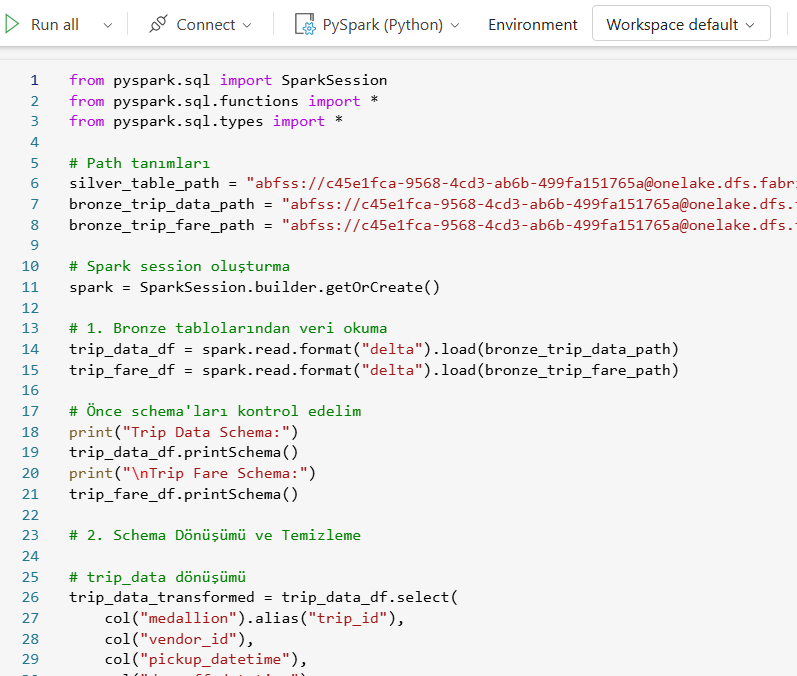 Run all Connect PySpark (Python) Environment Workspace default
1 from pyspark.sql import SparkSession
2 from pyspark.sql.functions import *
3 from pyspark.sql.types import *
4
5 # Path tanımları
6 silver_table_path = "abfss://c45e1fca-9568-4cd3-ab6b-499fa151765a@onelake.dfs.fabri
7 bronze_trip_data_path = "abfss://c45e1fca-9568-4cd3-ab6b-499fa151765a@onelake.dfs.
8 bronze_trip_fare_path = "abfss://c45e1fca-9568-4cd3-ab6b-499fa151765a@onelake.dfs.
9
10 # Spark session oluşturma
11 spark = SparkSession.builder.getOrCreate()
12
13 # 1. Bronze tablolarından veri okuma
14 trip_data_df = spark.read.format("delta").load(bronze_trip_data_path)
15 trip_fare_df = spark.read.format("delta").load(bronze_trip_fare_path)
16
17 # Önce schema'ları kontrol edelim
18 print("Trip Data Schema:")
19 trip_data_df.printSchema()
20 print("\nTrip Fare Schema:")
21 trip_fare_df.printSchema()
22
23 # 2. Schema Dönüşümü ve Temizleme
24
25 # trip_data dönüşümü
26 trip_data_transformed = trip_data_df.select(
27 col("medallion").alias("trip_id"),
28 col("vendor_id"),
29 col("pickup_datetime"),